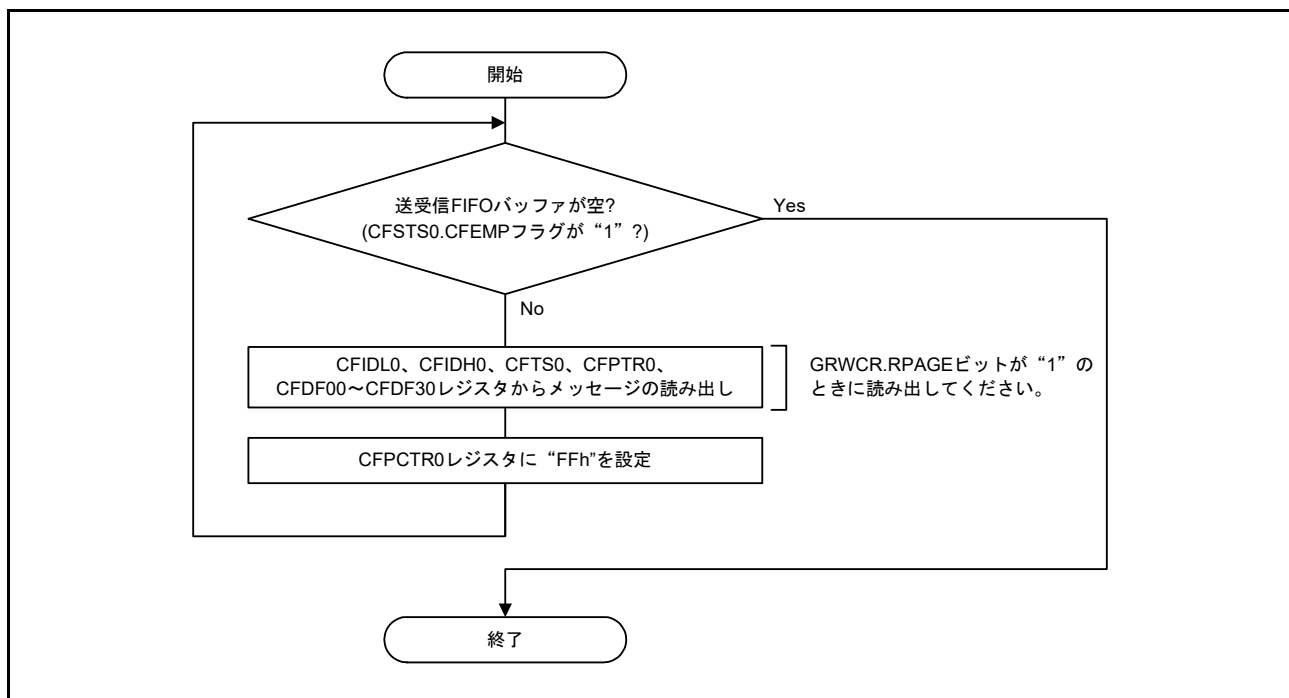 開始
送受信FIFOバッファが空?
(CFSTS0.CFEMPフラグが“1”?)
Yes
No
CFIDL0、CFIDH0、CFTS0、CFPTR0、
CFDF00~CFDF30レジスタからメッセージの読み出し
GRWCR.RPAGEビットが“1”の
ときに読み出してください。
CFPCTR0レジスタに“FFh”を設定
終了